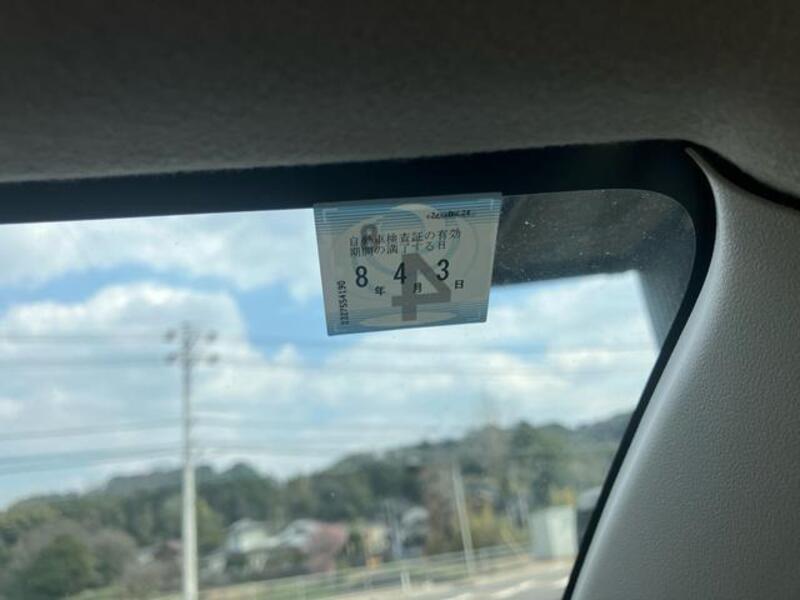 自動車検査証の有効
期間の満了する日
8年 4月 3日